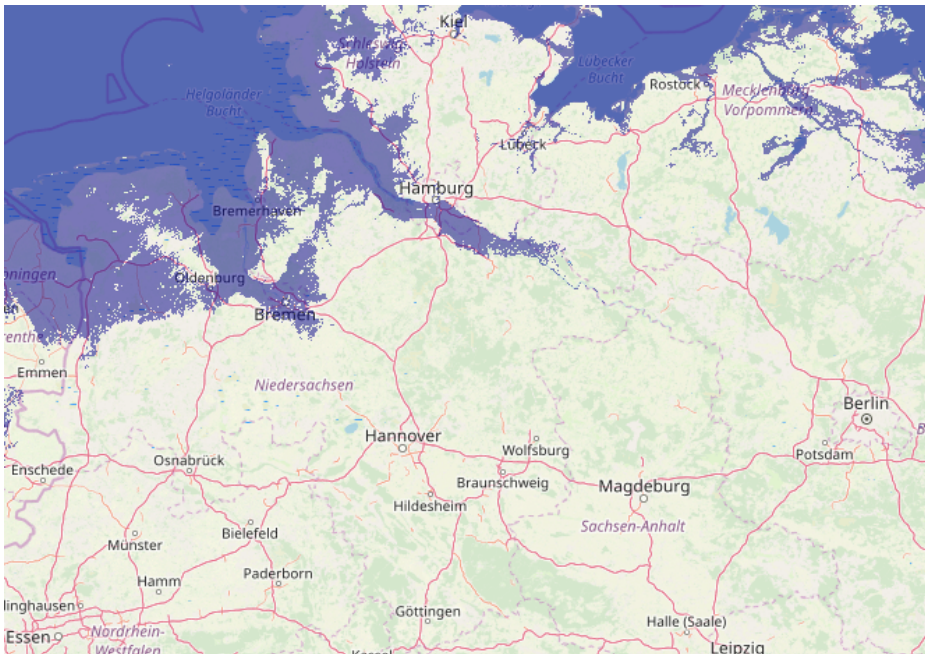 Kiel
Schleswig-
Holstein
Lübecker
Bucht
Helgoländer
Bucht
Rostock
Mecklenburg-
Vorpommern
Lübeck
Hamburg
Bremerhaven
Oldenburg
Bremen
Emmen
Niedersachsen
Berlin
Hannover
Wolfsburg
Potsdam
Osnabrück
Enschede
Braunschweig
Magdeburg
Hildesheim
Sachsen-Anhalt
Bielefeld
Münster
Paderborn
Hamm
Göttingen
Halle (Saale)
Essen
Nordrhein-
Westfalen
Leipzig